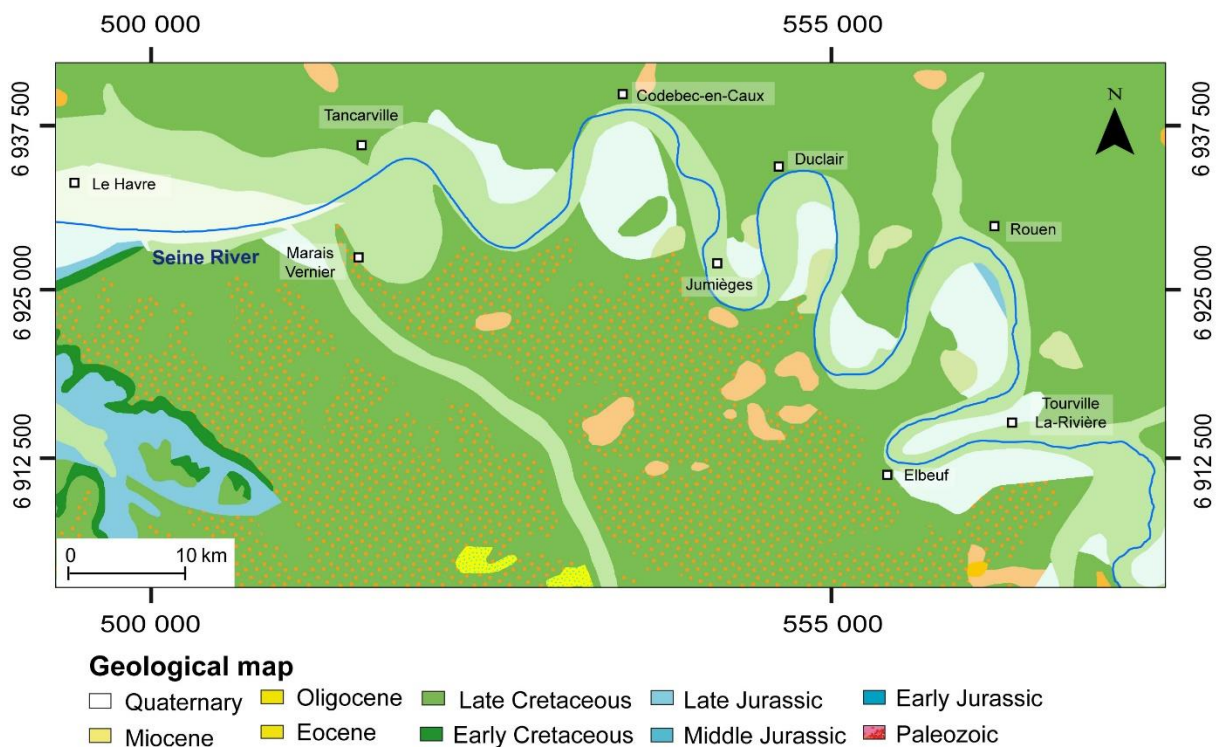 500 000 555 000
6 937 500 6 937 500
6 925 000 6 925 000
6 912 500 6 912 500
N
Codebec-en-Caux
Tancarville
Duclair
Le Havre
Rouen
Seine River
Marais
Vernier
Jumièges
Tourville
La-Rivière
Elbeuf
0 10 km
500 000 555 000
Geological map
Quaternary Oligocene Late Cretaceous Late Jurassic Early Jurassic
Miocene Eocene Early Cretaceous Middle Jurassic Paleozoic